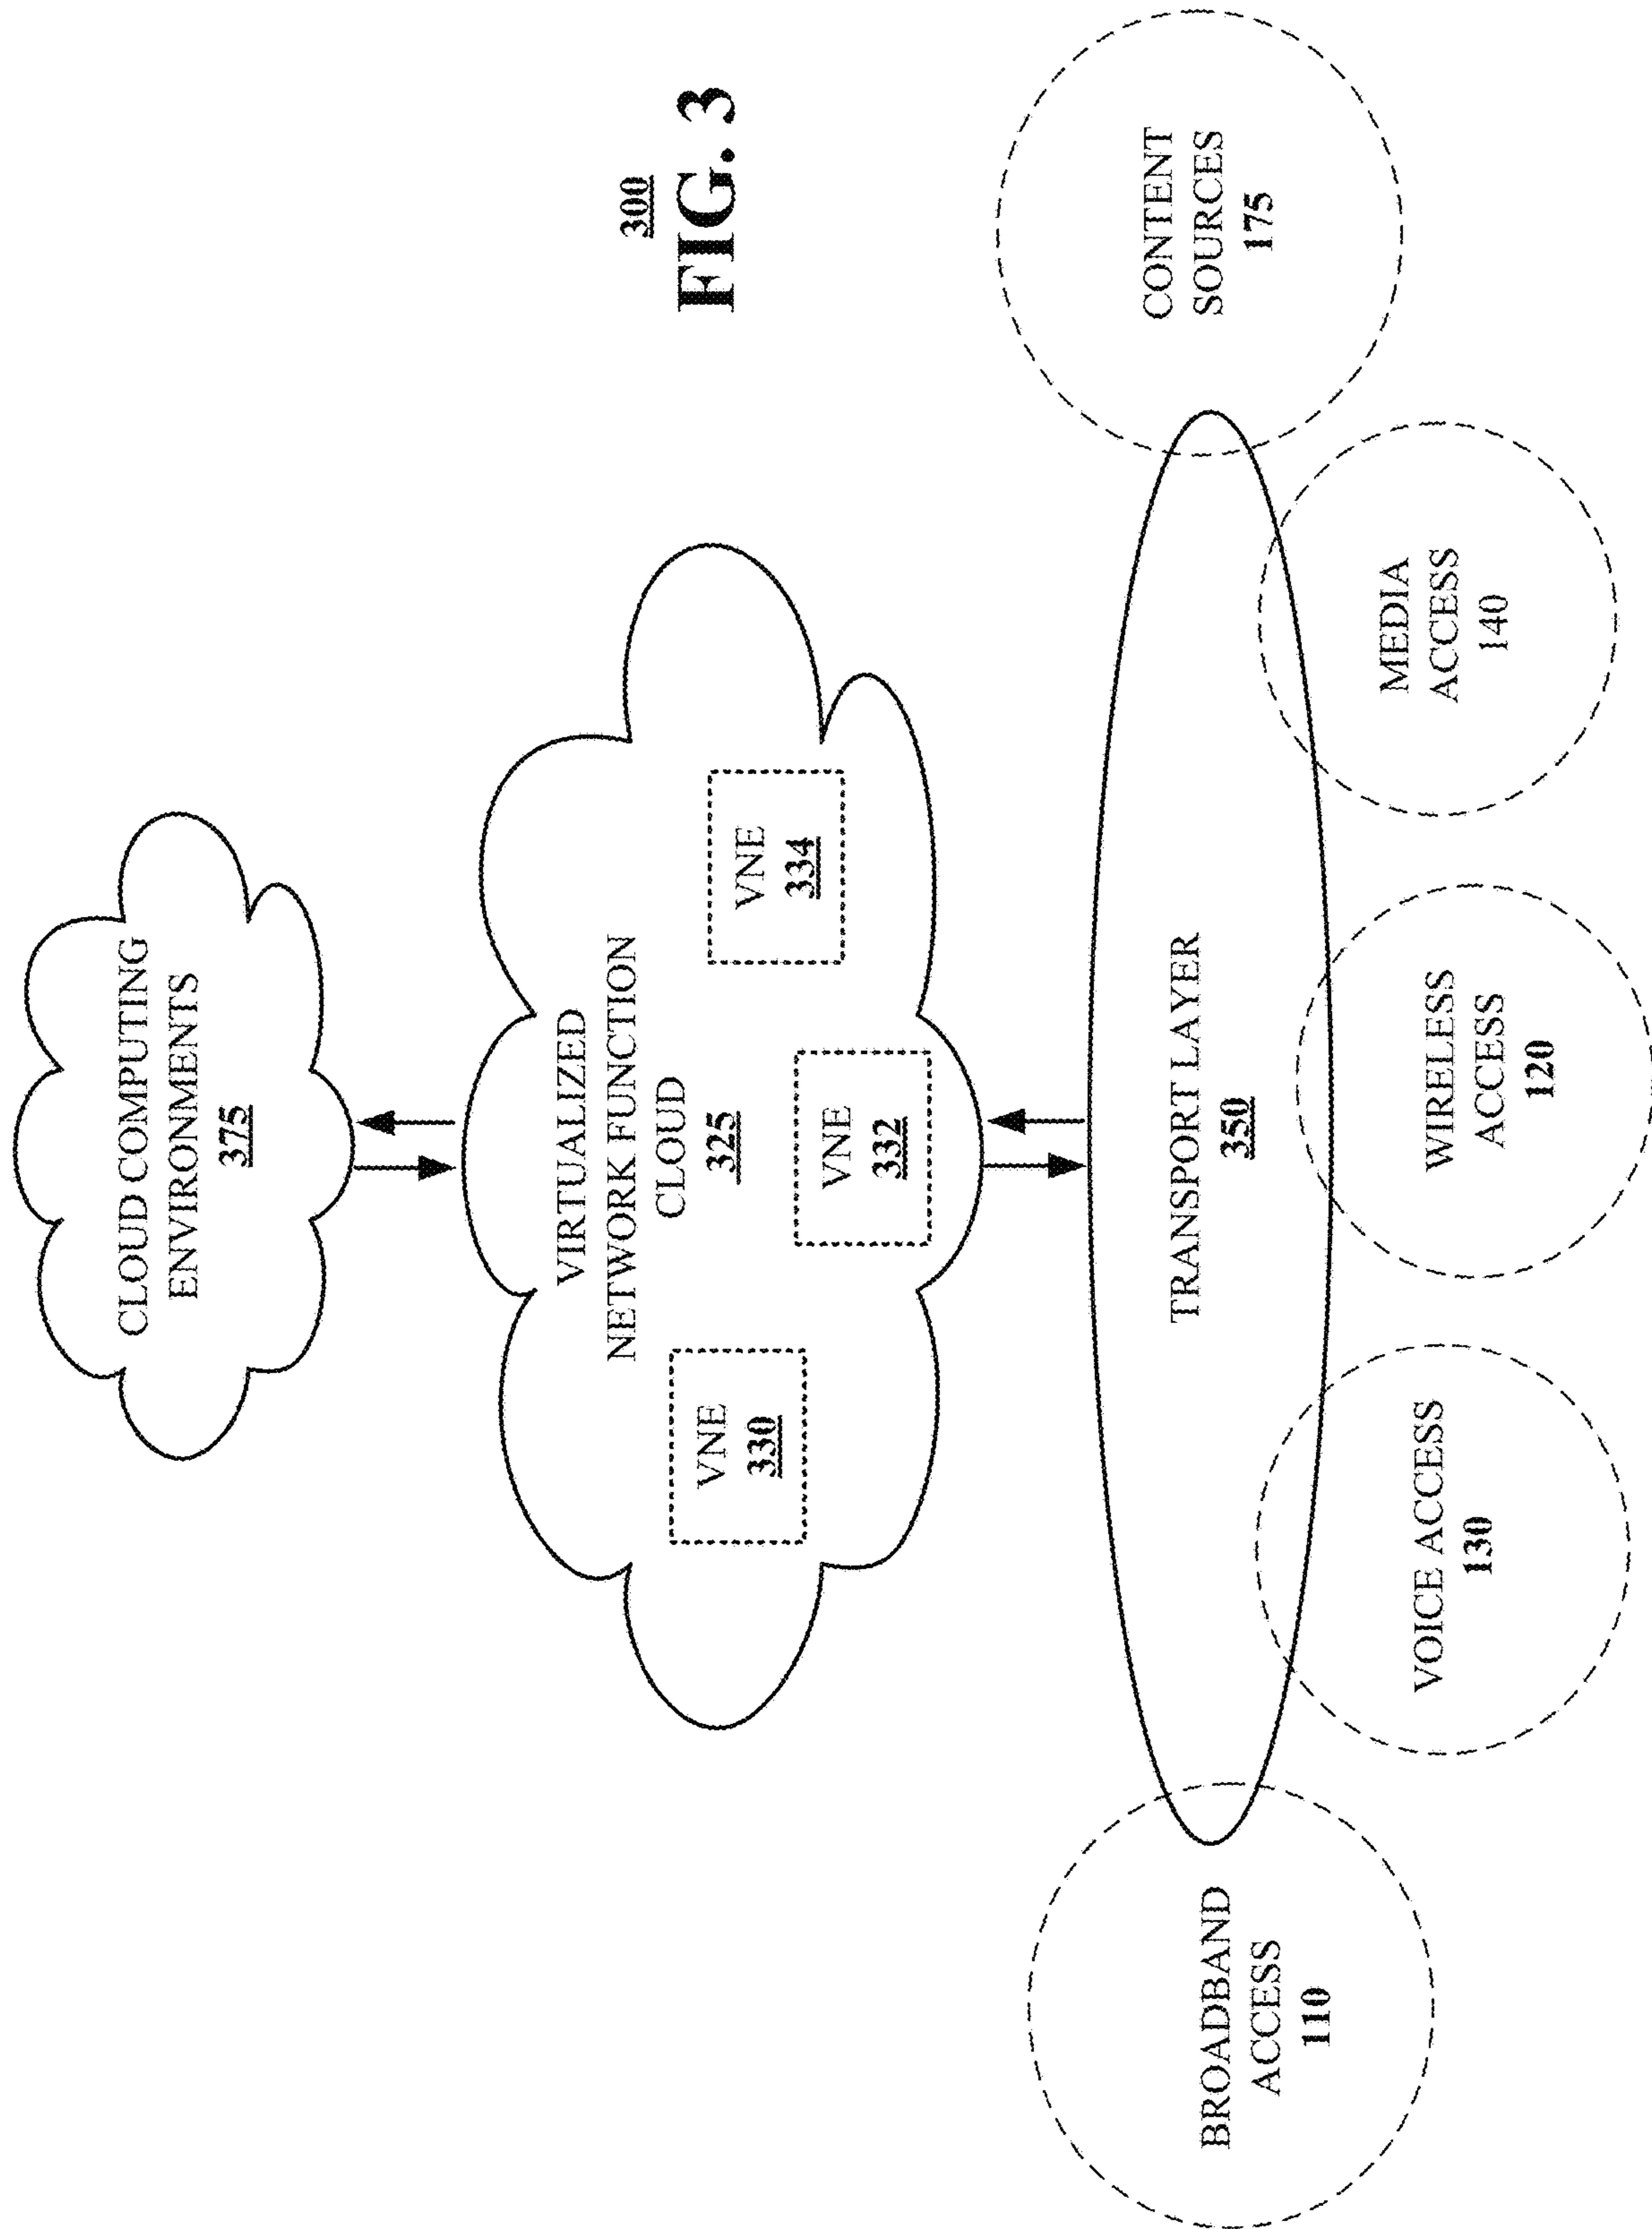 CLOUD COMPUTING
ENVIRONMENTS
375
VIRTUALIZED
NETWORK FUNCTION
CLOUD
325
VNE
330
VNE
332
VNE
334
300
FIG. 3
TRANSPORT LAYER
350
BROADBAND
ACCESS
110
VOICE ACCESS
130
WIRELESS
ACCESS
120
MEDIA
ACCESS
140
CONTENT
SOURCES
175